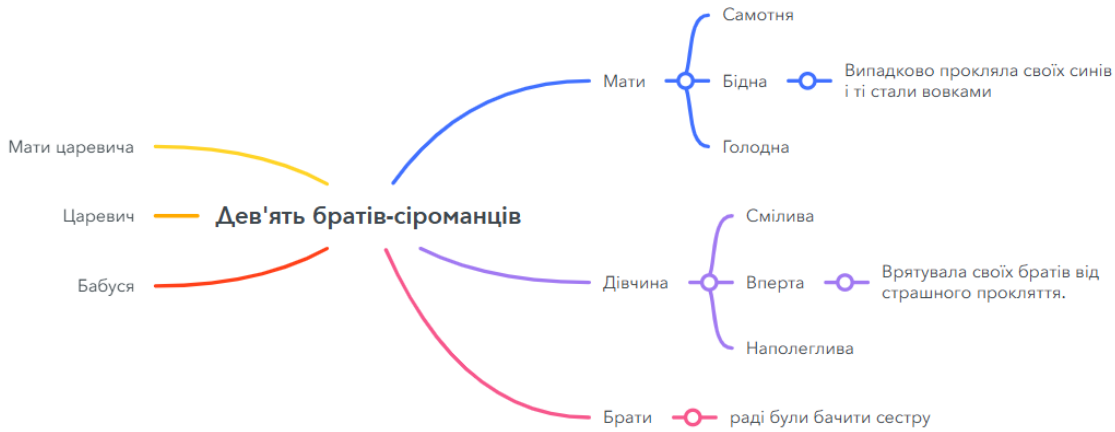 Дев'ять братів-сіроманців
Мати
Самотня
Бідна
Випадково прокляла своїх синів
і ті стали вовками
Голодна
Дівчина
Смілива
Вперта
Врятувала своїх братів від
страшного прокляття.
Наполеглива
Брати
раді були бачити сестру
Мати царевича
Царевич
Бабуся